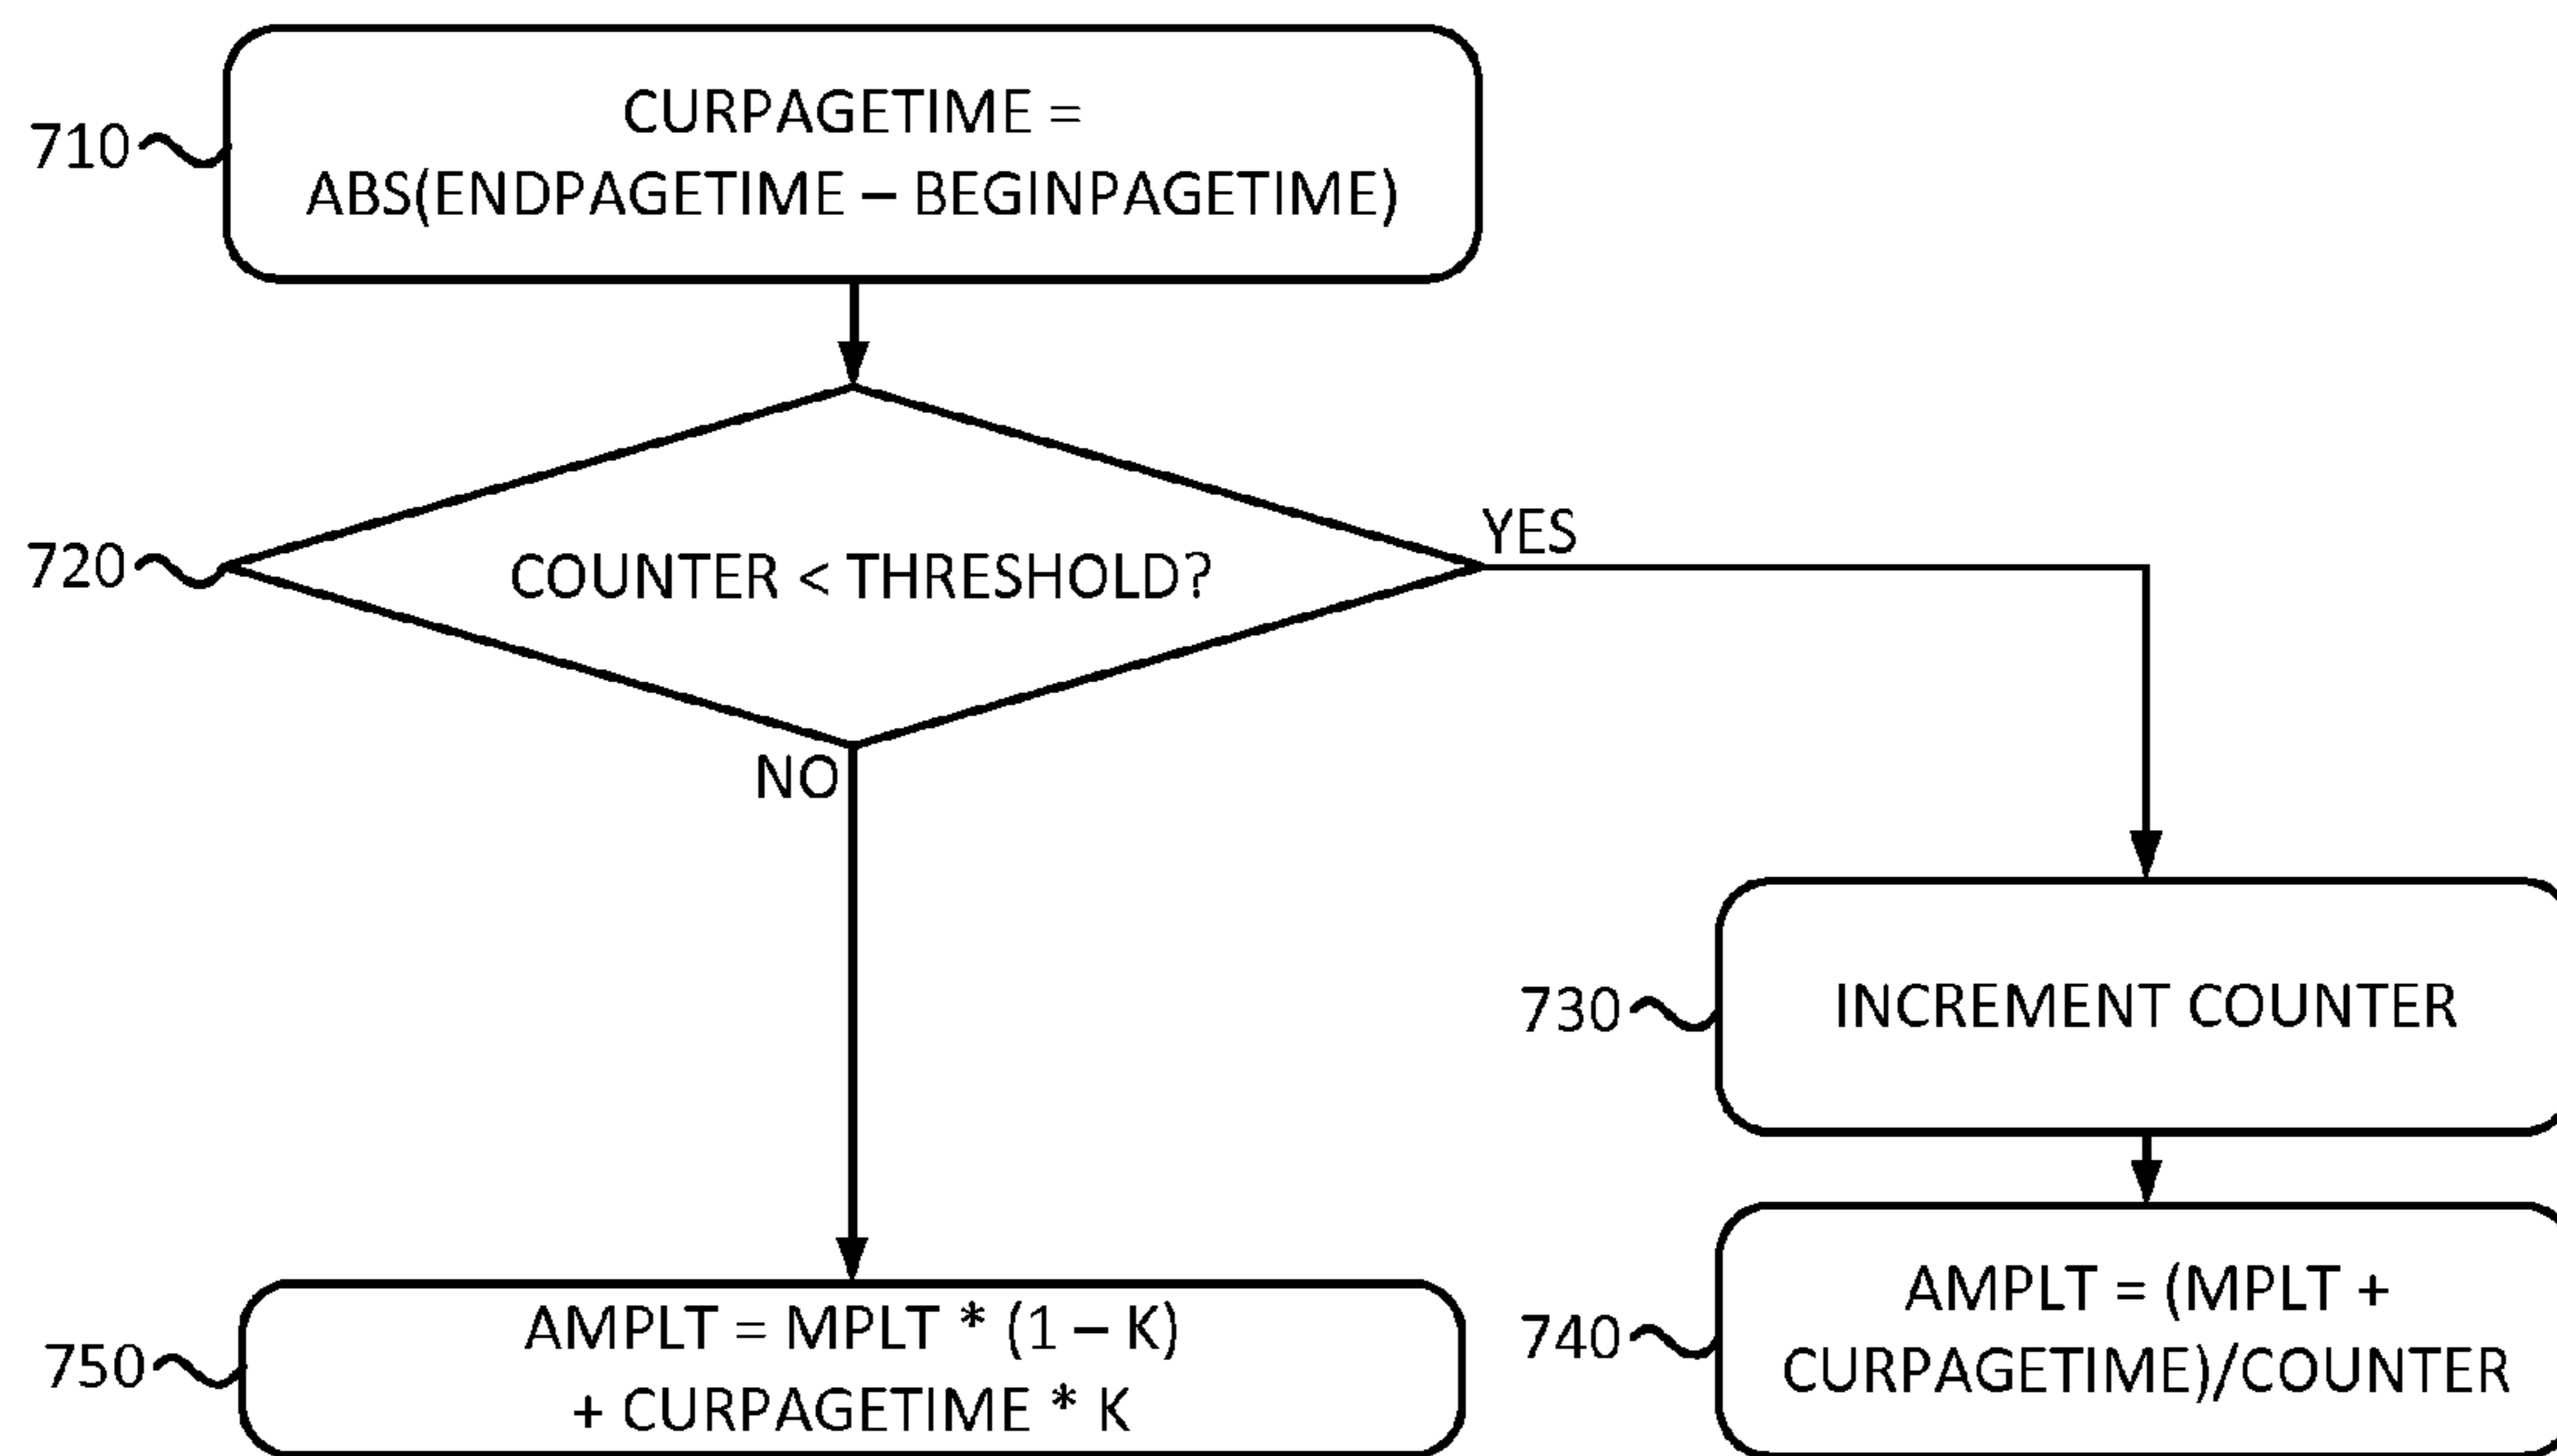 710
CURPAGETIME =
ABS(ENDPAGETIME – BEGINPAGETIME)
720
COUNTER < THRESHOLD?
YES
NO
730
INCREMENT COUNTER
740
AMPLT = (MPLT +
CURPAGETIME)/COUNTER
750
AMPLT = MPLT * (1 – K)
+ CURPAGETIME * K